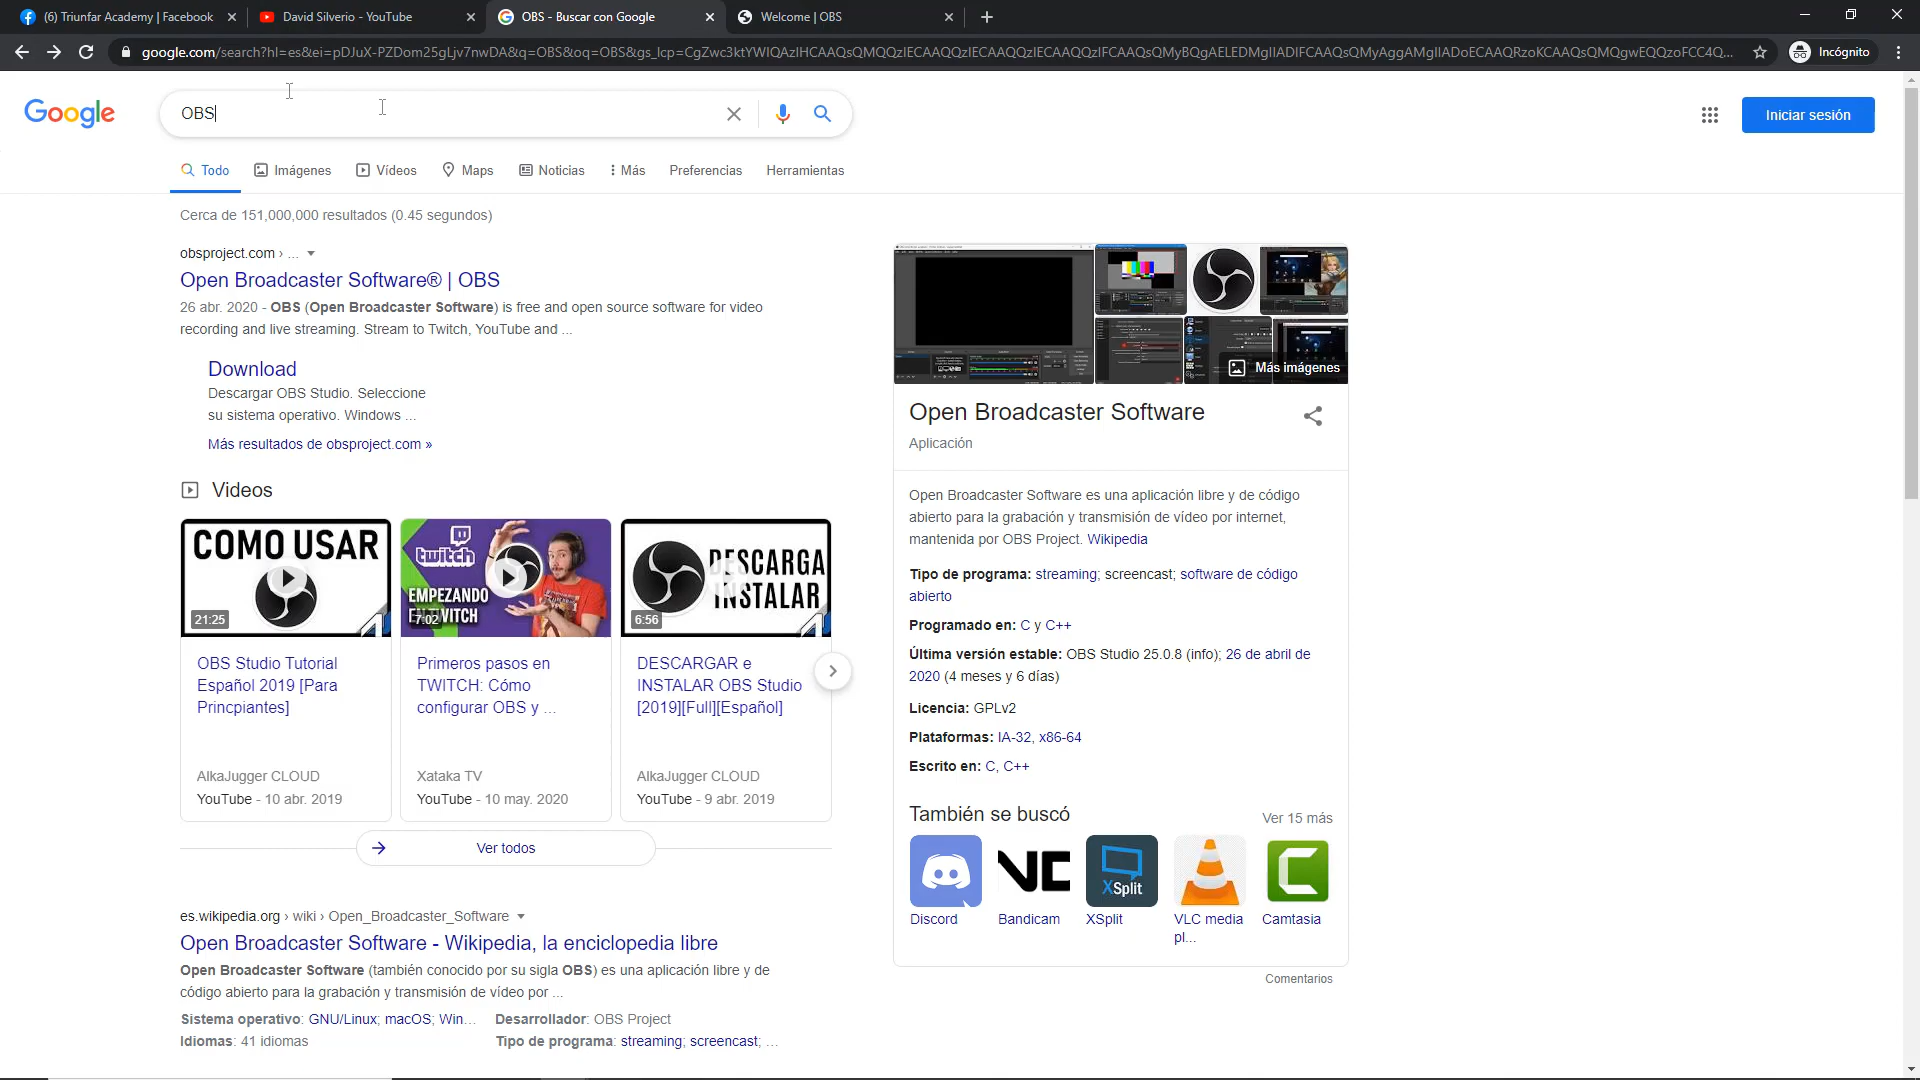 (6) Triunfar Academy | Facebook
David Silverio - YouTube
OBS - Buscar con Google
Welcome | OBS
google.com/search?hl=es&ei=pDJuX-PZDom25gLjv7nwDA&q=OBS&oq=OBS&gs_lcp=CgZwc3ktYWIQAzIHCAAQsQMQQzIECAAQQzIECAAQQzIECAAQQzIFCAAQsQMyBQgAELEDMgIIADIFCAAQsQMyAggAMgIIADoECAAQRzoKCAAQsQMQgwEQQzoFCC4Q...
Incógnito
Google
OBS
Iniciar sesión
Todo
Imágenes
Vídeos
Maps
Noticias
Más
Preferencias
Herramientas
Cerca de 151,000,000 resultados (0.45 segundos)
obsproject.com › ...
Open Broadcaster Software® | OBS
26 abr. 2020 - OBS (Open Broadcaster Software) is free and open source software for video
recording and live streaming. Stream to Twitch, YouTube and ...
Download
Descargar OBS Studio. Seleccione
su sistema operativo. Windows ...
Más resultados de obsproject.com »
Videos
COMO USAR
21:25
OBS Studio Tutorial
Español 2019 [Para
Princpiantes]
AlkaJugger CLOUD
YouTube - 10 abr. 2019
twitch
EMPEZANDO
EN TWITCH
7:02
Primeros pasos en
TWITCH: Cómo
configurar OBS y ...
Xataka TV
YouTube - 10 may. 2020
DESCARGA
INSTALAR
6:56
DESCARGAR e
INSTALAR OBS Studio
[2019][Full][Español]
AlkaJugger CLOUD
YouTube - 9 abr. 2019
Ver todos
es.wikipedia.org › wiki › Open_Broadcaster_Software
Open Broadcaster Software - Wikipedia, la enciclopedia libre
Open Broadcaster Software (también conocido por su sigla OBS) es una aplicación libre y de
código abierto para la grabación y transmisión de vídeo por ...
Sistema operativo: GNU/Linux; macOS; Win...
Desarrollador: OBS Project
Idiomas: 41 idiomas
Tipo de programa: streaming; screencast; ...
Más imágenes
Open Broadcaster Software
Aplicación
Open Broadcaster Software es una aplicación libre y de código
abierto para la grabación y transmisión de vídeo por internet,
mantenida por OBS Project. Wikipedia
Tipo de programa: streaming; screencast; software de código
abierto
Programado en: C y C++
Última versión estable: OBS Studio 25.0.8 (info); 26 de abril de
2020 (4 meses y 6 días)
Licencia: GPLv2
Plataformas: IA-32, x86-64
Escrito en: C, C++
También se buscó
Ver 15 más
XSplit
Discord
Bandicam
XSplit
VLC media
pl...
Camtasia
Comentarios